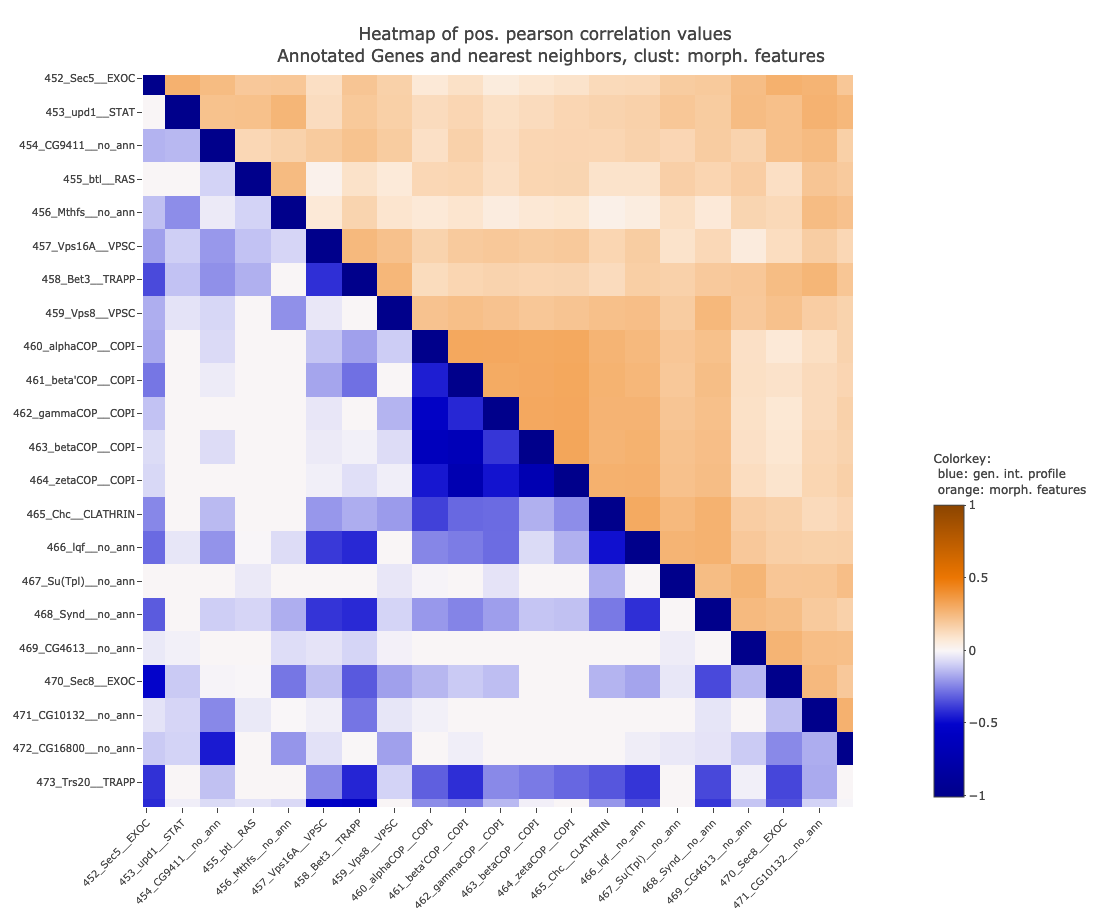 Heatmap of pos. pearson correlation values
Annotated Genes and nearest neighbors, clust: morph. features
452_Sec5__EXOC
453_upd1__STAT
454_CG9411__no_ann
455_btl__RAS
456_Mthfs__no_ann
457_Vps16A__VPSC
458_Bet3__TRAPP
459_Vps8__VPSC
460_alphaCOP__COPI
461_beta'COP__COPI
462_gammaCOP__COPI
463_betaCOP__COPI
464_zetaCOP__COPI
465_Chc__CLATHRIN
466_lqf__no_ann
467_Su(Tpl)__no_ann
468_Synd__no_ann
469_CG4613__no_ann
470_Sec8__EXOC
471_CG10132__no_ann
472_CG16800__no_ann
473_Trs20__TRAPP
452_Sec5__EXOC
453_upd1__STAT
454_CG9411__no_ann
455_btl__RAS
456_Mthfs__no_ann
457_Vps16A__VPSC
458_Bet3__TRAPP
459_Vps8__VPSC
460_alphaCOP__COPI
461_beta'COP__COPI
462_gammaCOP__COPI
463_betaCOP__COPI
464_zetaCOP__COPI
465_Chc__CLATHRIN
466_lqf__no_ann
467_Su(Tpl)__no_ann
468_Synd__no_ann
469_CG4613__no_ann
470_Sec8__EXOC
471_CG10132__no_ann
Colorkey:
blue: gen. int. profile
orange: morph. features
1
0.5
0
−0.5
−1